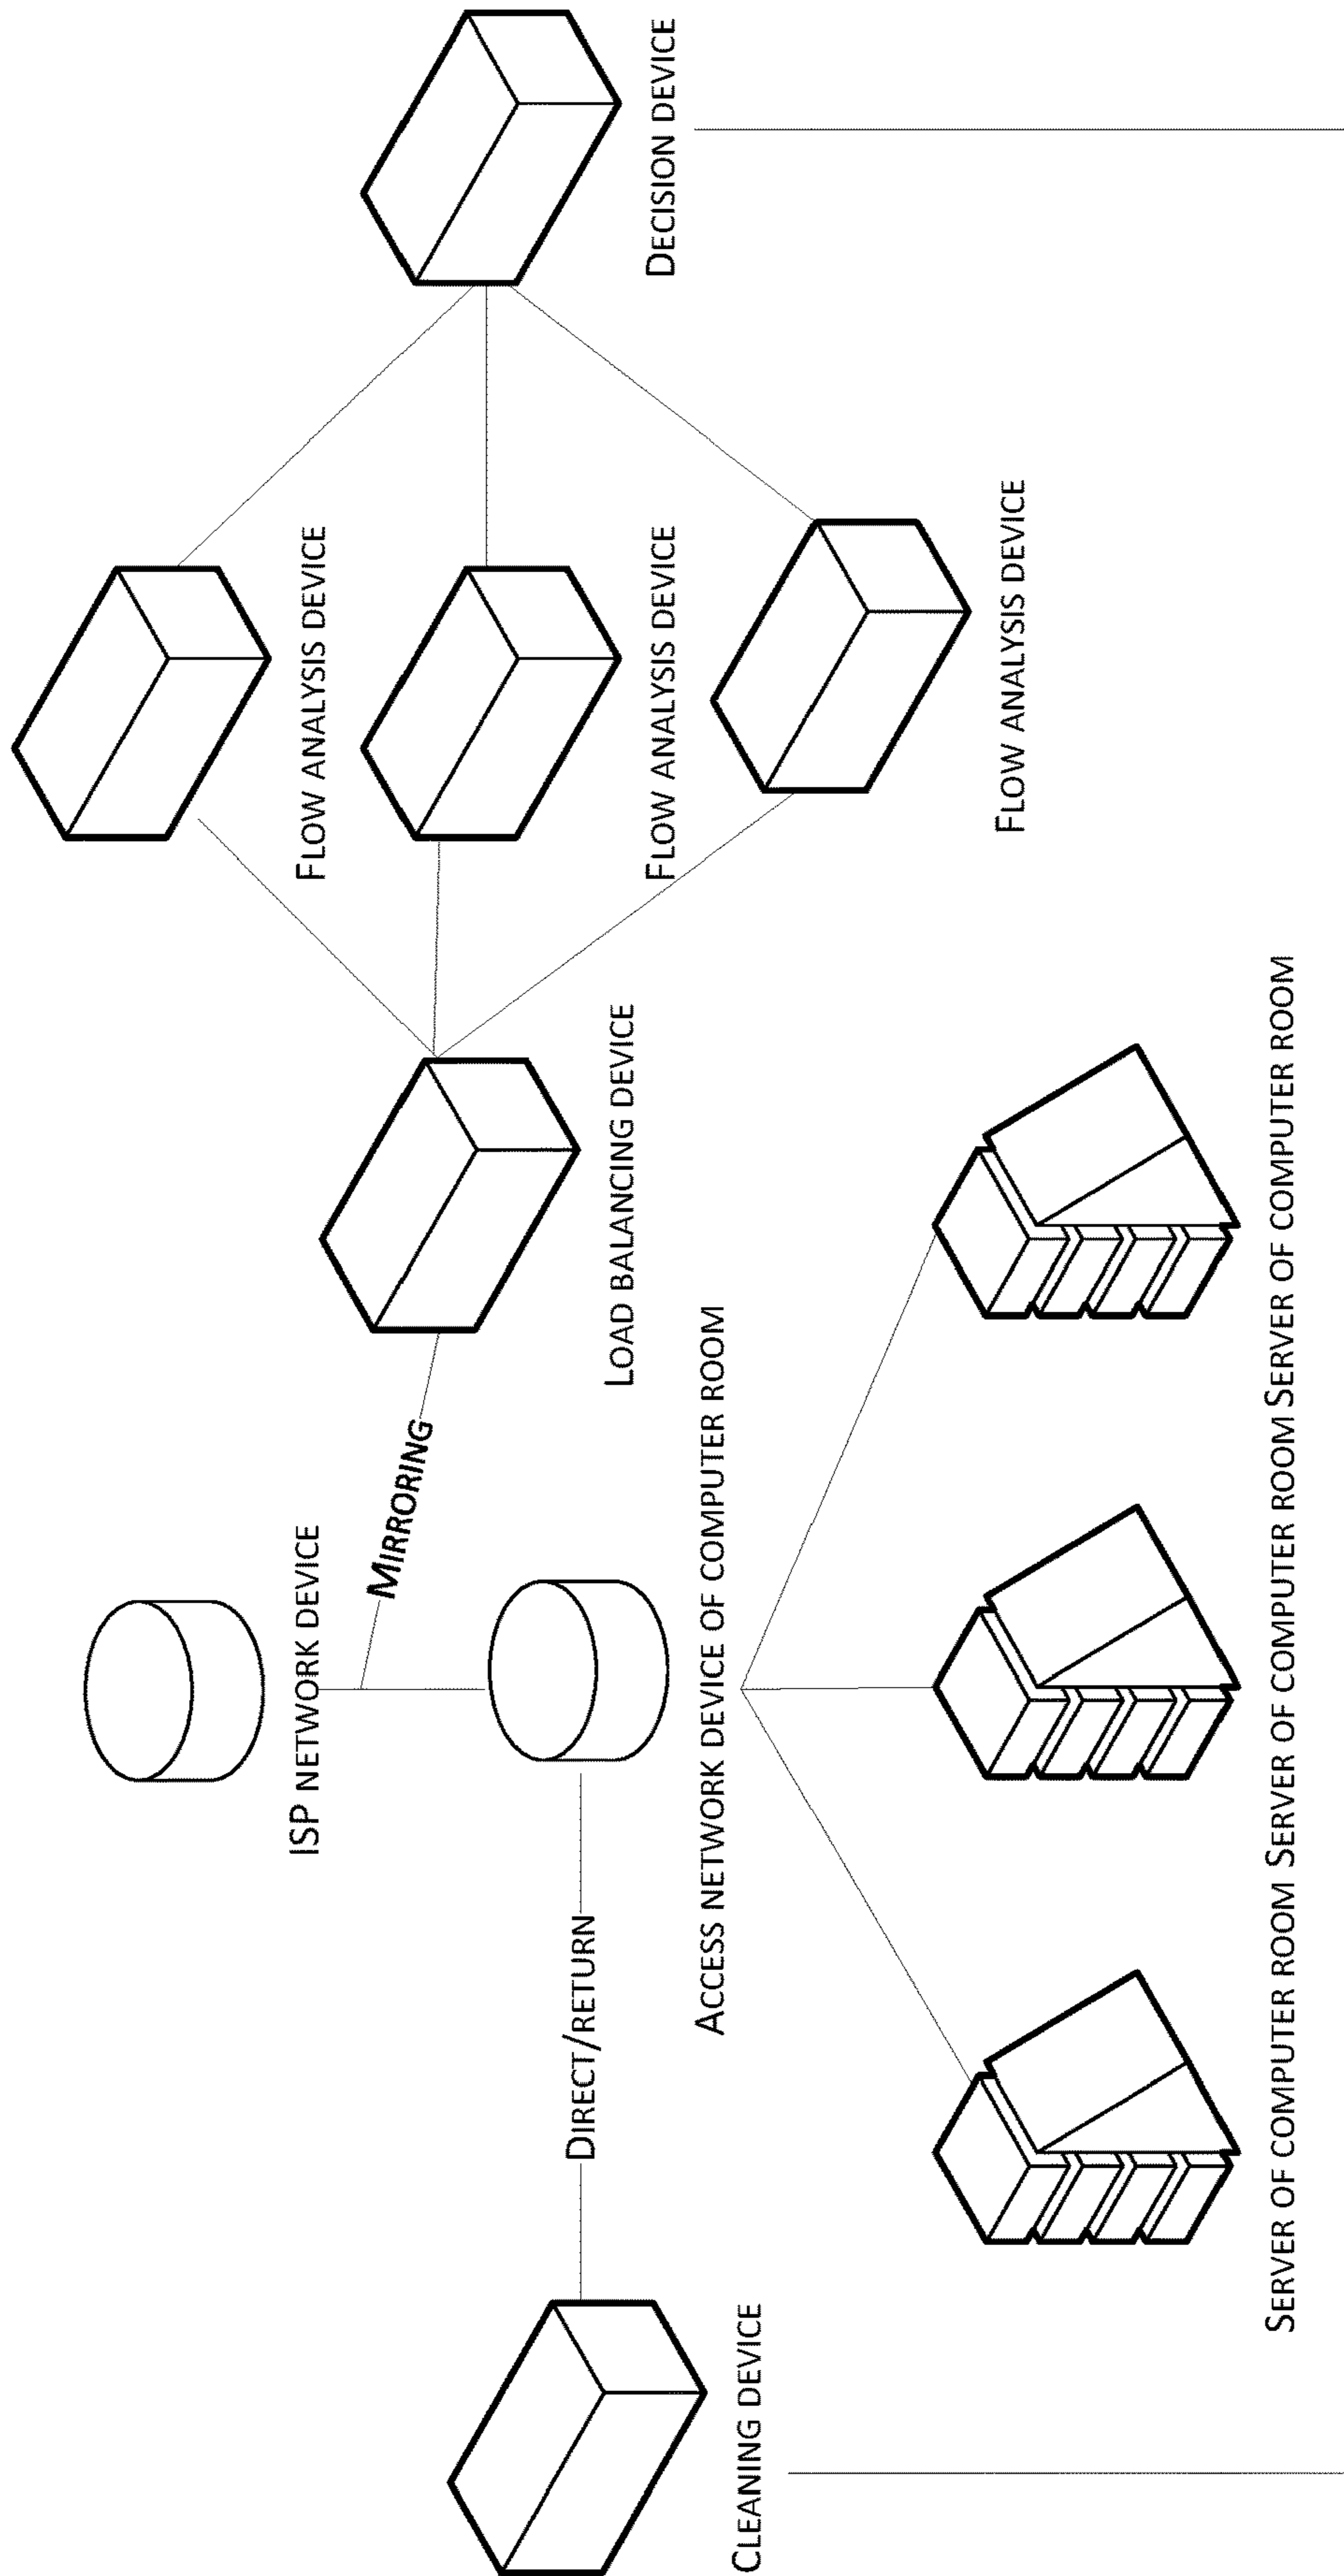 ISP NETWORK DEVICE
MIRRORING
DIRECT/RETURN
CLEANING DEVICE
ACCESS NETWORK DEVICE OF COMPUTER ROOM
LOAD BALANCING DEVICE
FLOW ANALYSIS DEVICE
FLOW ANALYSIS DEVICE
FLOW ANALYSIS DEVICE
DECISION DEVICE
SERVER OF COMPUTER ROOM SERVER OF COMPUTER ROOM SERVER OF COMPUTER ROOM